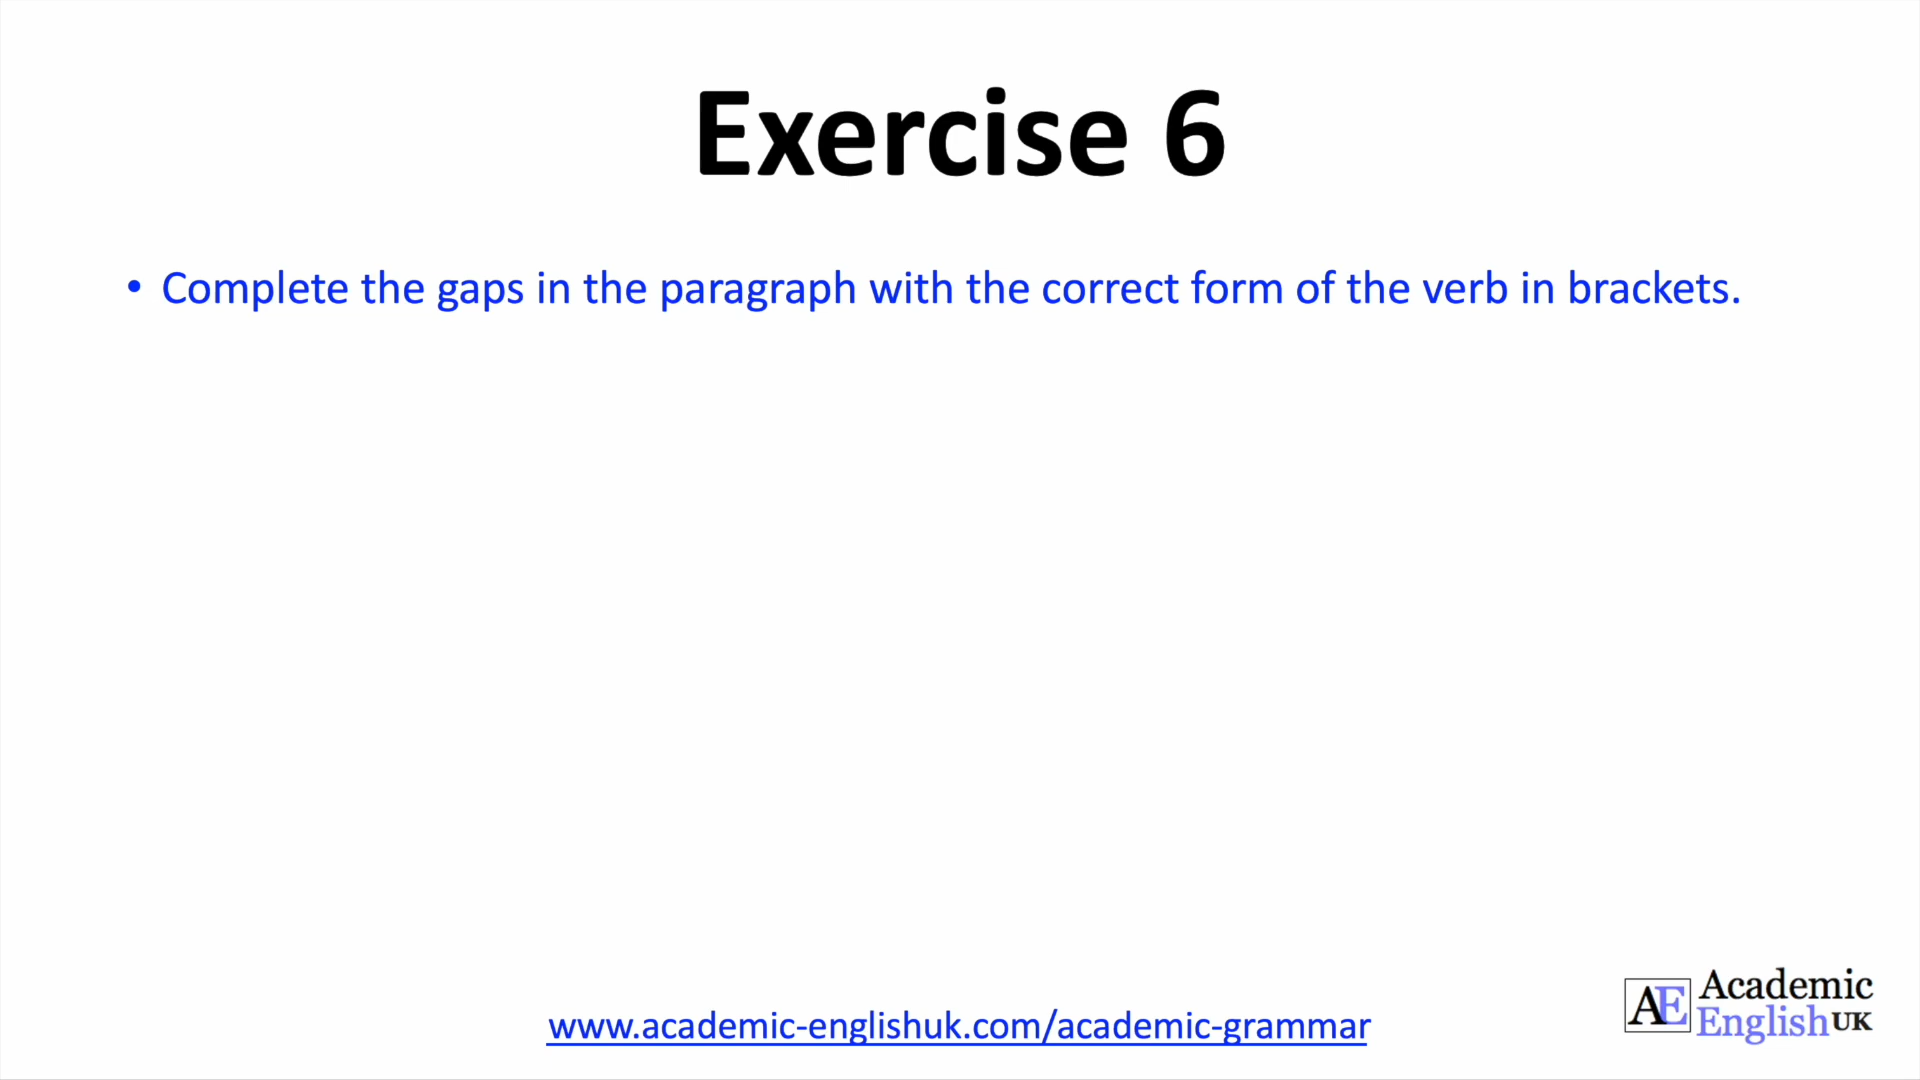 Exercise 6
• Complete the gaps in the paragraph with the correct form of the verb in brackets.
www.academic-englishuk.com/academic-grammar
AE Academic
English UK